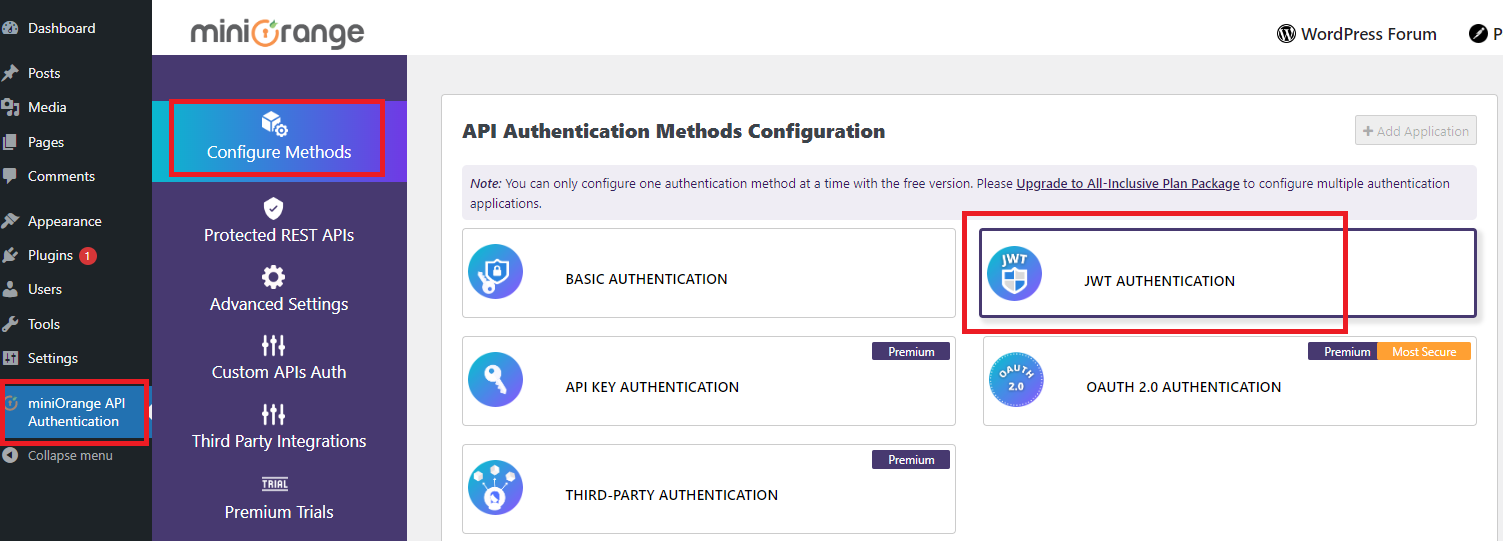 Dashboard
Posts
Media
Pages
Comments
Appearance
Plugins 1
Users
Tools
Settings
miniOrange API
Authentication
Collapse menu
miniOrange
WordPress Forum
P
Configure Methods
Protected REST APIs
Advanced Settings
Custom APIs Auth
Third Party Integrations
TRIAL
Premium Trials
API Authentication Methods Configuration
+ Add Application
Note: You can only configure one authentication method at a time with the free version. Please Upgrade to All-Inclusive Plan Package to configure multiple authentication
applications.
BASIC AUTHENTICATION
JWT
JWT AUTHENTICATION
Premium
API KEY AUTHENTICATION
Premium Most Secure
OAUTH
2.0
OAUTH 2.0 AUTHENTICATION
Premium
THIRD-PARTY AUTHENTICATION